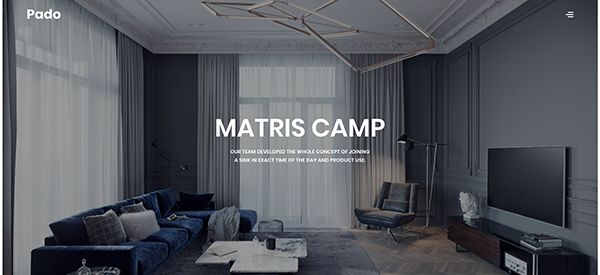 Pado
MATRIS CAMP
OUR TEAM DEVELOPED THE WHOLE CONCEPT OF JOINING
A SINK IN EXACT TIME OF THE DAY AND PRODUCT USE.